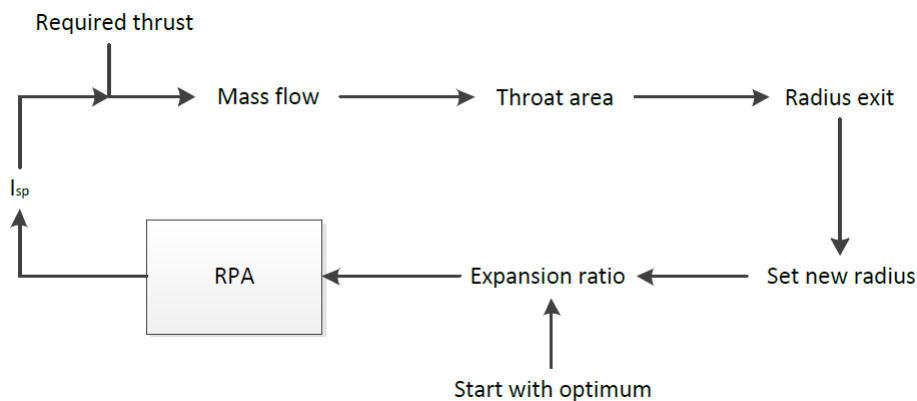 Required thrust
Mass flow
Throat area
Radius exit
Isp
RPA
Expansion ratio
Set new radius
Start with optimum